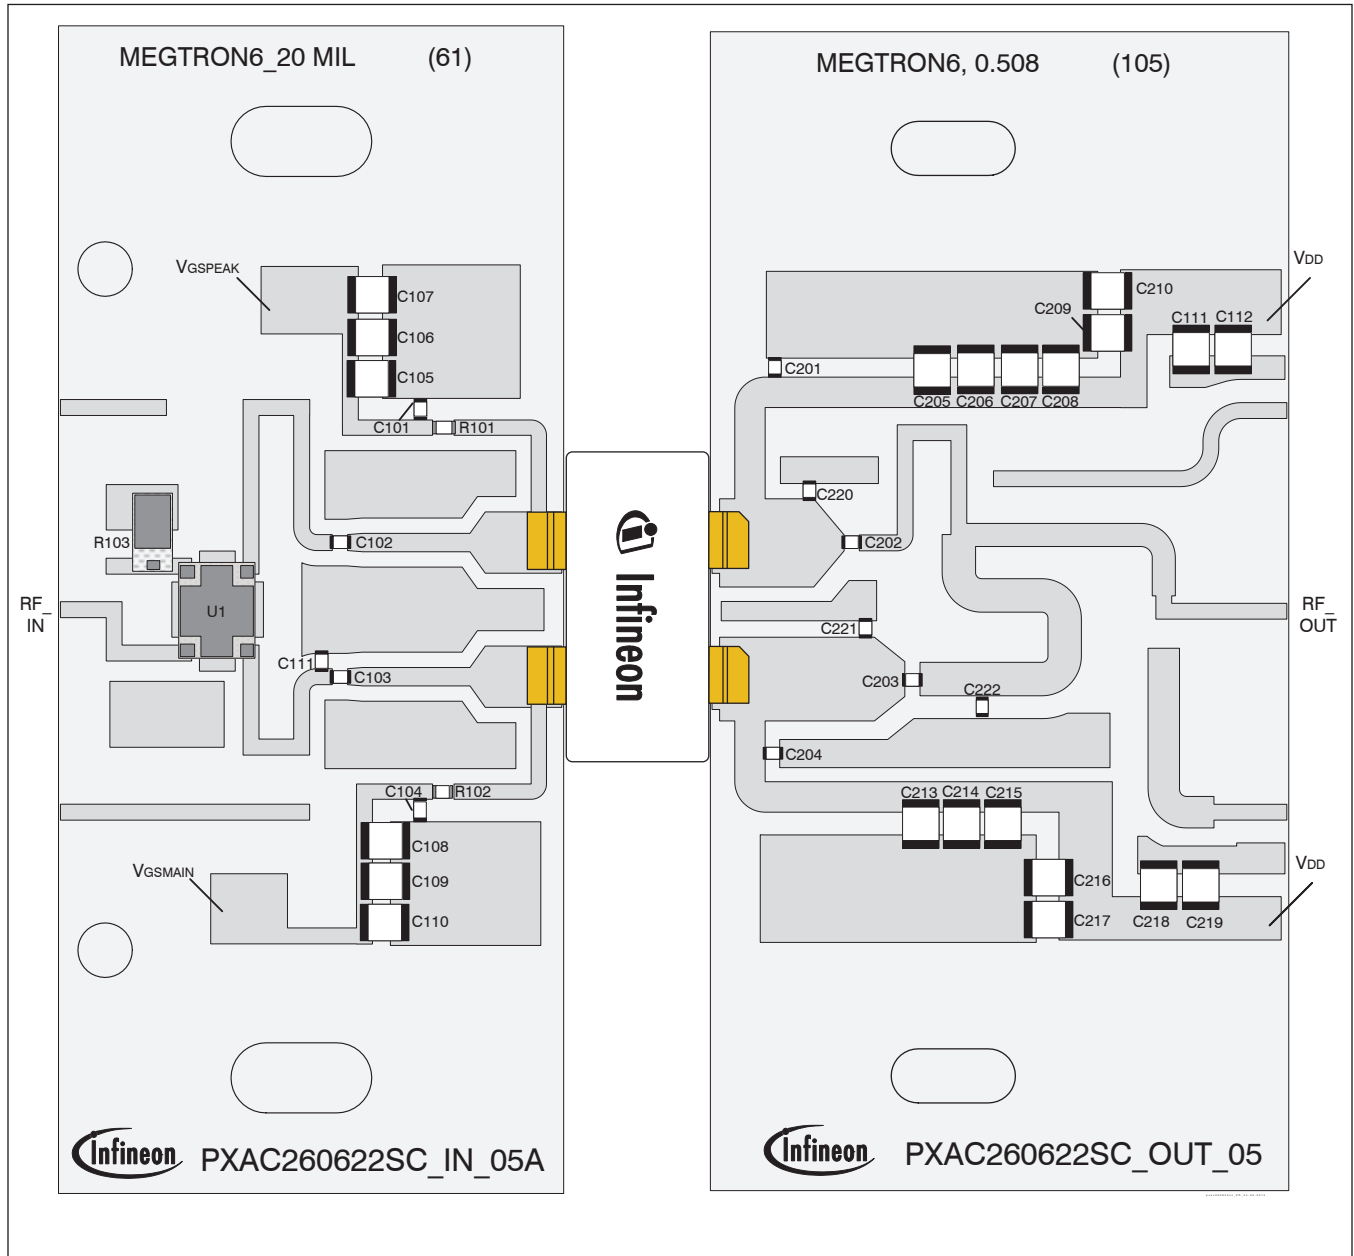 MEGTRON6_20 MIL (61)
MEGTRON6, 0.508 (105)
VGSPEAK
C107
C106
C105
C101
R101
VDD
C210
C209
C111 C112
C201
C205 C206 C207 C208
C220
R103
C102
C202
U1
RF_
IN
RF_
OUT
Infineon
C111
C103
C221
C203
C222
C204
C104
R102
C213 C214 C215
C108
C109
C110
VGSMAIN
VDD
C216
C217
C218 C219
Infineon
PXAC260622SC_IN_05A
Infineon
PXAC260622SC_OUT_05